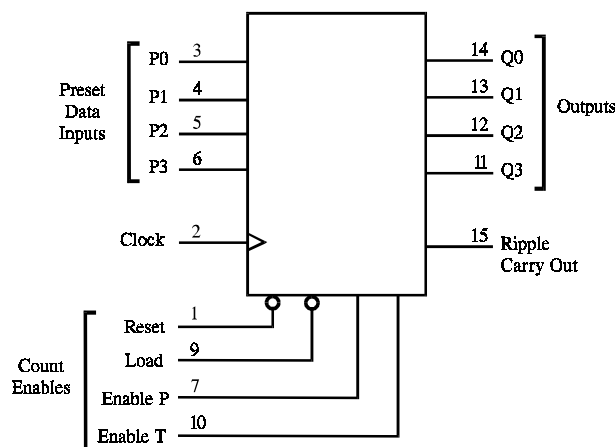 Preset
Data
Inputs
P0 3
P1 4
P2 5
P3 6
Clock 2
14 Q0
13 Q1
12 Q2
11 Q3
Outputs
15 Ripple
Carry Out
Count
Enables
Reset 1
Load 9
Enable P 7
Enable T 10